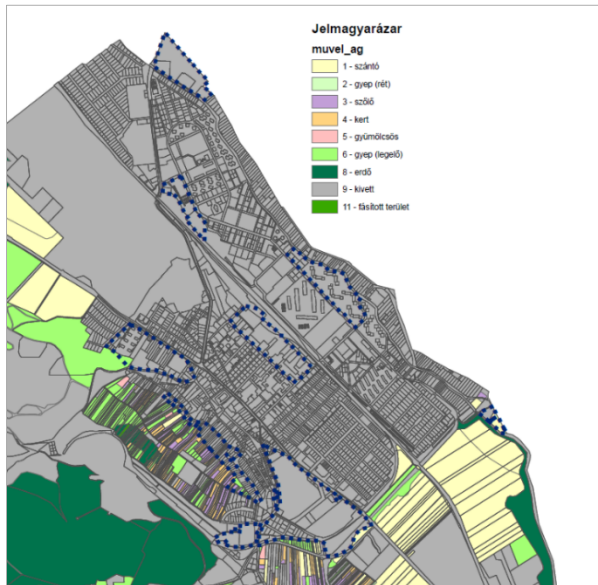 Jelmagyarázar
muvel_ag
1 - szántó
2 - gyep (rét)
3 - szőlő
4 - kert
5 - gyümölcsös
6 - gyep (legelő)
8 - erdő
9 - kivett
11 - fásított terület